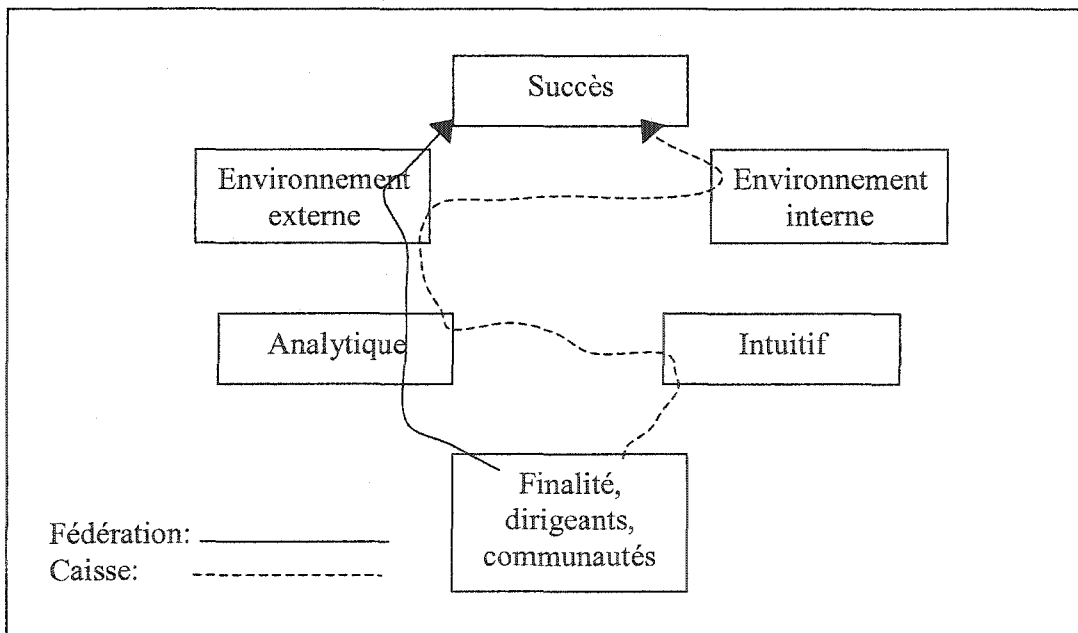 Succès
Environnement
externe
Environnement
interne
Analytique
Intuitif
Finalité,
dirigeants,
communautés
Fédération:
Caisse: